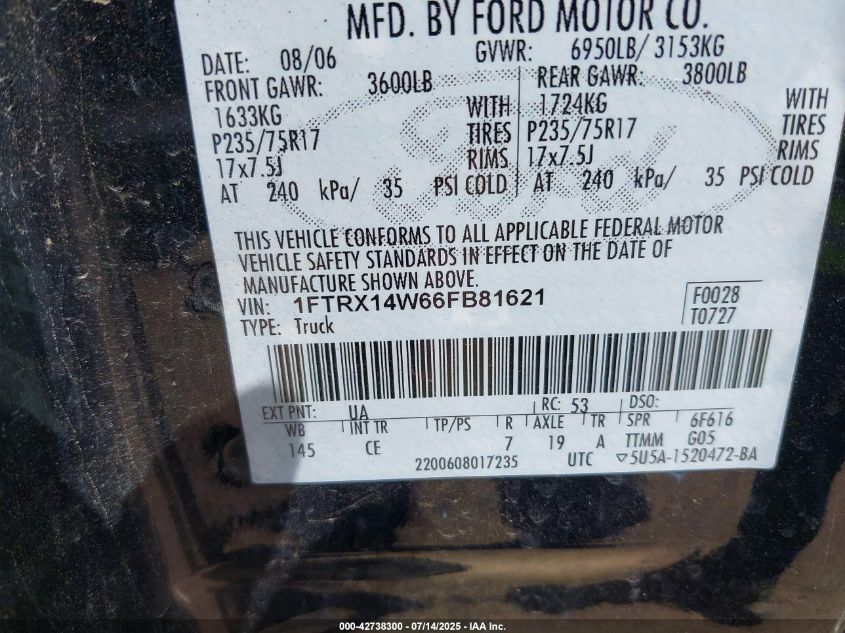 MFD. BY FORD MOTOR CO.
DATE: 08/06 GVWR: 6950LB/ 3153KG
FRONT GAWR: 3600LB REAR GAWR: 3800LB
1633KG WITH 1724KG WITH
P235/75R17 TIRES P235/75R17 TIRES
17x7.5J RIMS 17x7.5J RIMS
AT 240 kPa/ 35 PSI COLD AT 240 kPa/ 35 PSI COLD
Ford
THIS VEHICLE CONFORMS TO ALL APPLICABLE FEDERAL MOTOR
VEHICLE SAFETY STANDARDS IN EFFECT ON THE DATE OF
MANUFACTURE SHOWN ABOVE.
VIN: 1FTRX14W66FB81621 F0028
TYPE: Truck T0727
EXT PNT: UA RC: 53 DSO:
WB INT TR TP/PS R AXLE TR SPR 6F616
145 CE 7 19 A TTMM G05
2200608017235 UTC ▽5U5A-1520472-BA
000-42738300 - 07/14/2025 - IAA Inc.